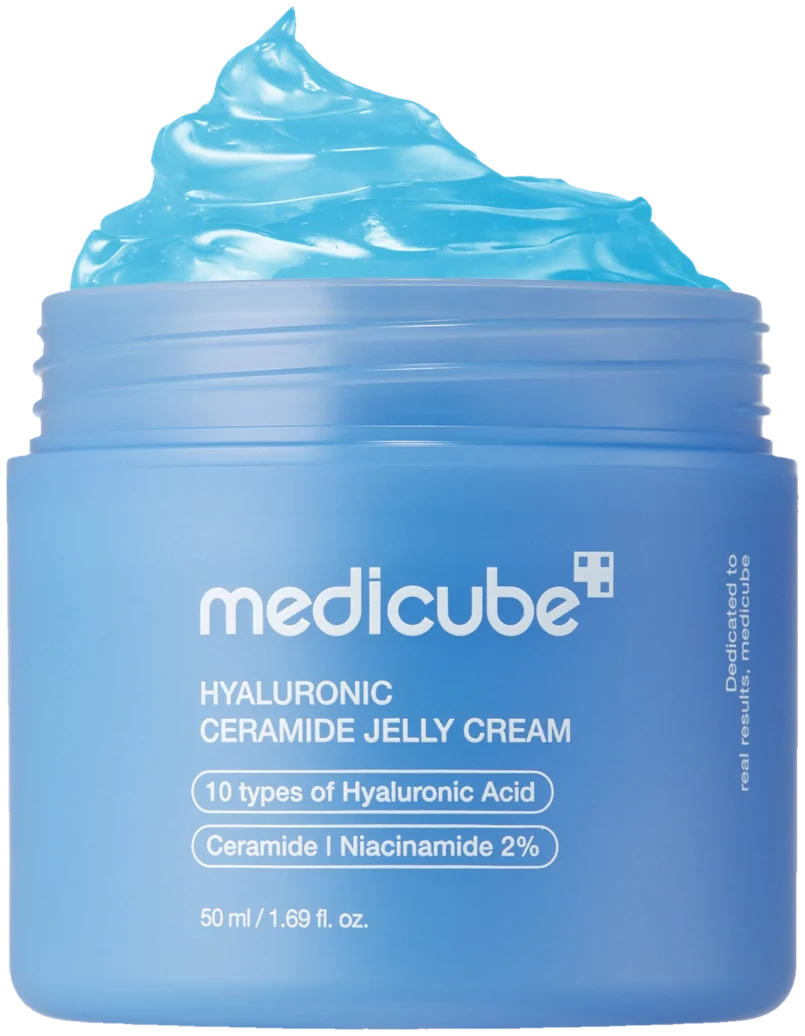 medicube
HYALURONIC
CERAMIDE JELLY CREAM
10 types of Hyaluronic Acid
Ceramide | Niacinamide 2%
50 ml / 1.69 fl. oz.
Dedicated to
real results, medicube